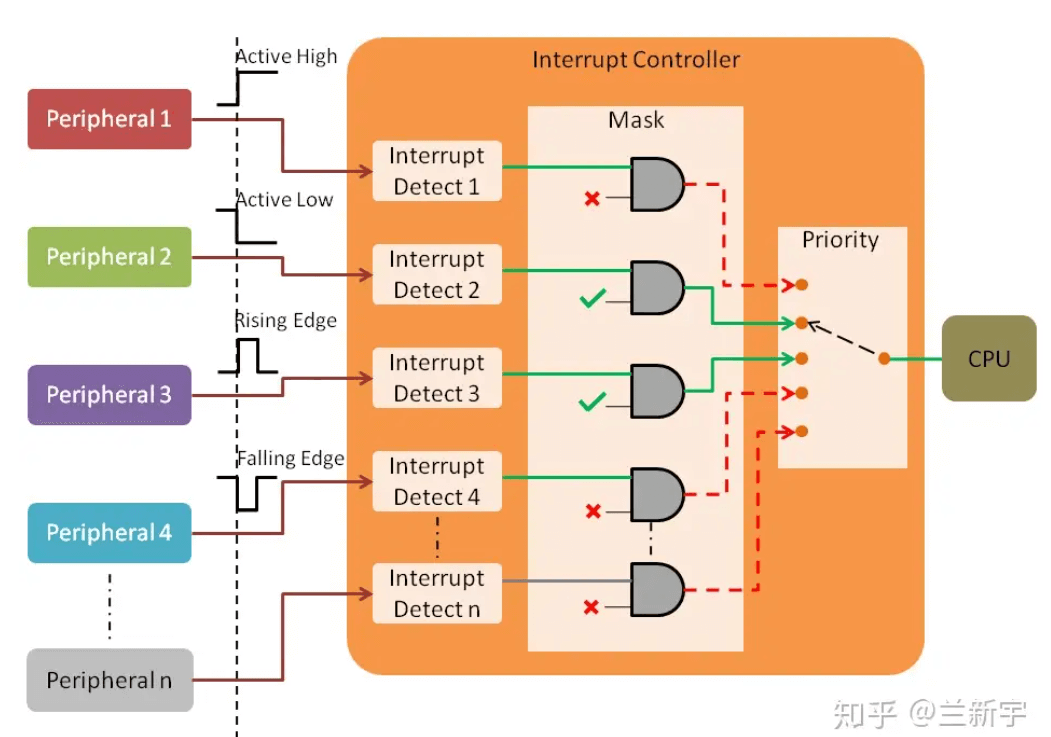 Active High
Interrupt Controller
Peripheral 1
Mask
Interrupt
Detect 1
Active Low
Peripheral 2
Interrupt
Detect 2
Priority
Rising Edge
Peripheral 3
Interrupt
Detect 3
CPU
Falling Edge
Peripheral 4
Interrupt
Detect 4
Interrupt
Detect n
Peripheral n
知乎 @兰新宇